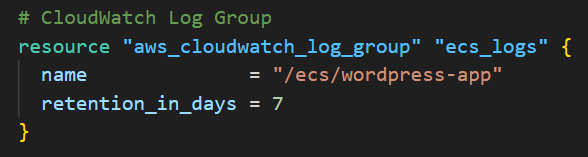 # CloudWatch Log Group
resource "aws_cloudwatch_log_group" "ecs_logs" {
  name              = "/ecs/wordpress-app"
  retention_in_days = 7
}